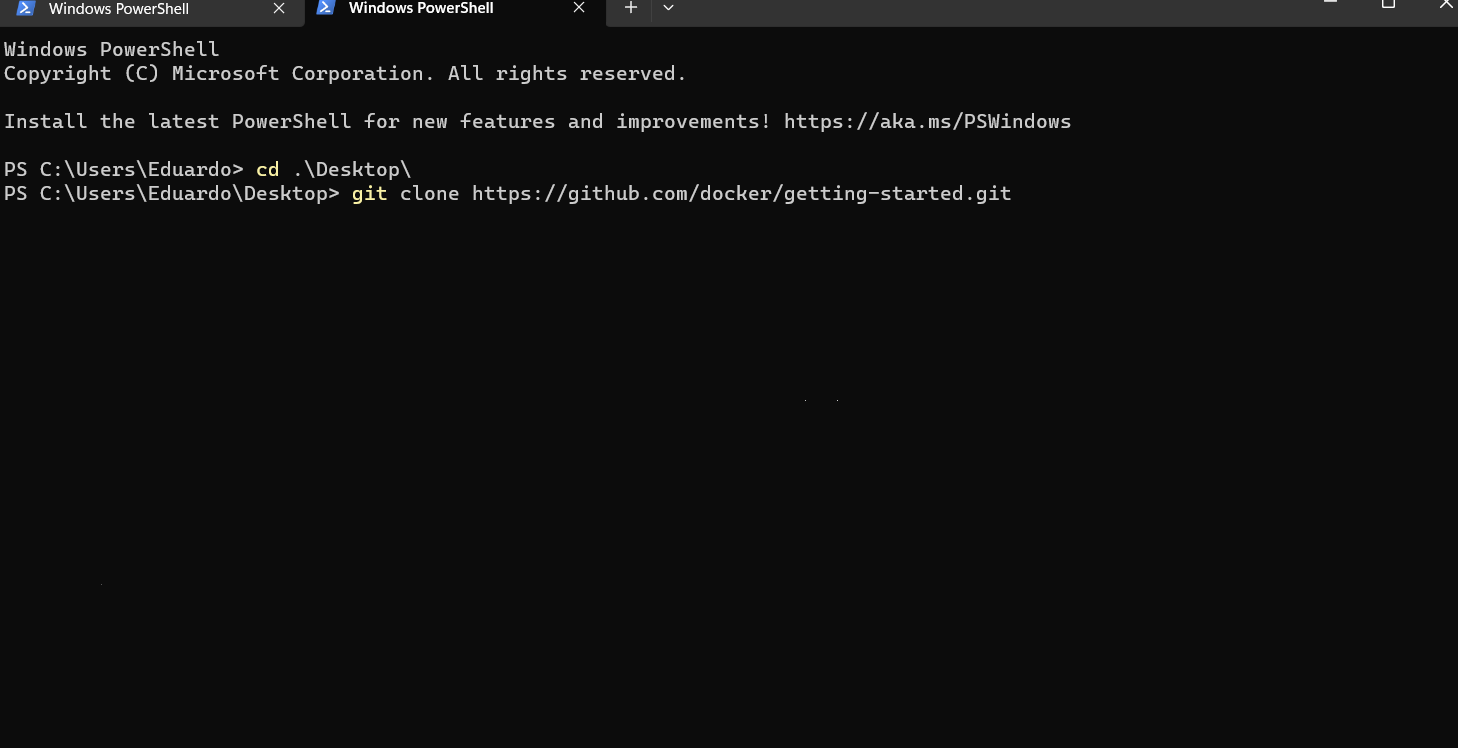 Windows PowerShell
Windows PowerShell
Windows PowerShell
Copyright (C) Microsoft Corporation. All rights reserved.
Install the latest PowerShell for new features and improvements! https://aka.ms/PSWindows
PS C:\Users\Eduardo> cd .\Desktop\
PS C:\Users\Eduardo\Desktop> git clone https://github.com/docker/getting-started.git